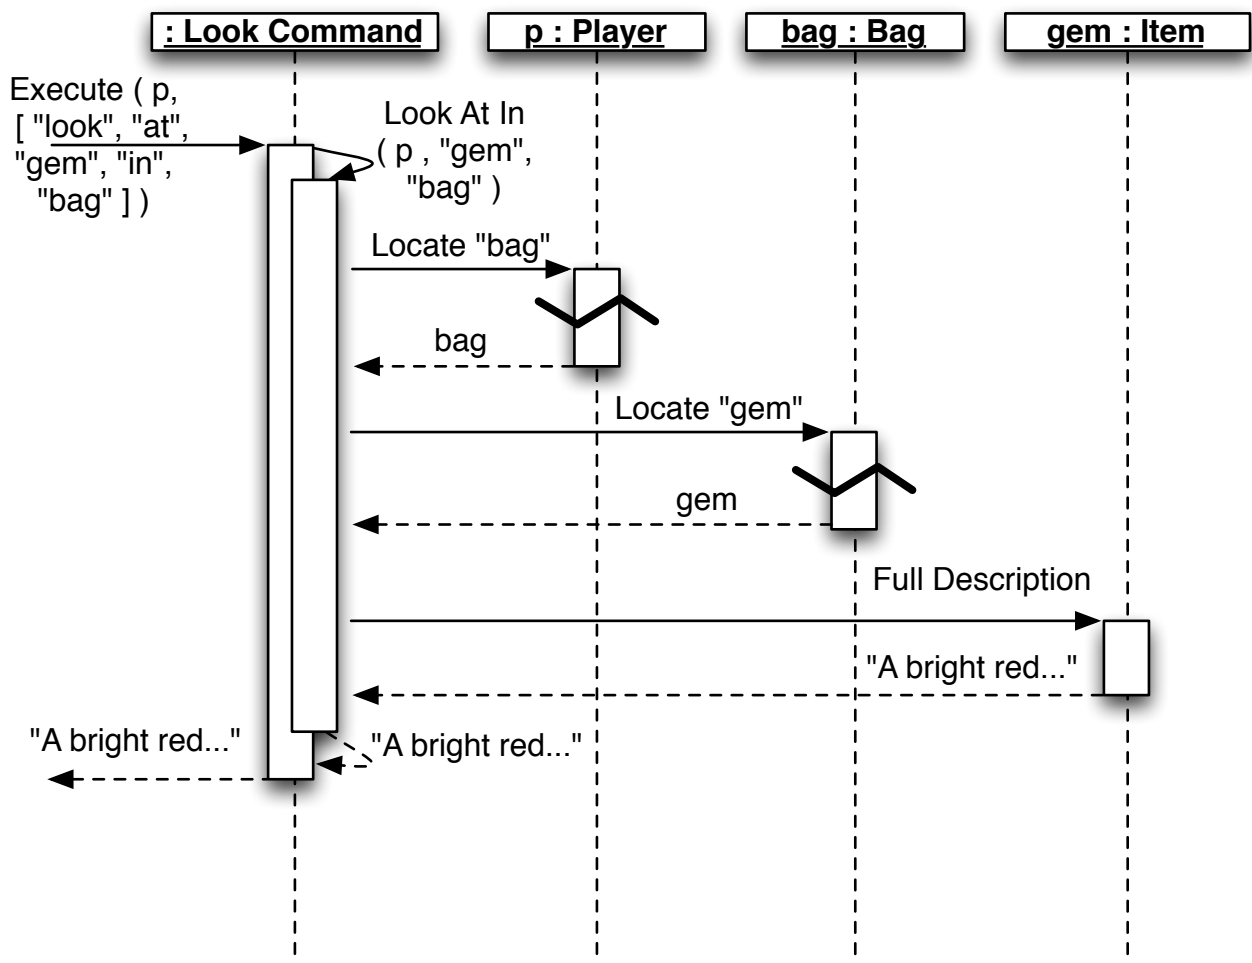 : Look Command
p : Player
bag : Bag
gem : Item
Execute ( p,
[ "look", "at",
"gem", "in",
"bag" ] )
Look At In
( p , "gem",
"bag" )
Locate "bag"
bag
Locate "gem"
gem
Full Description
"A bright red..."
"A bright red..."
"A bright red..."